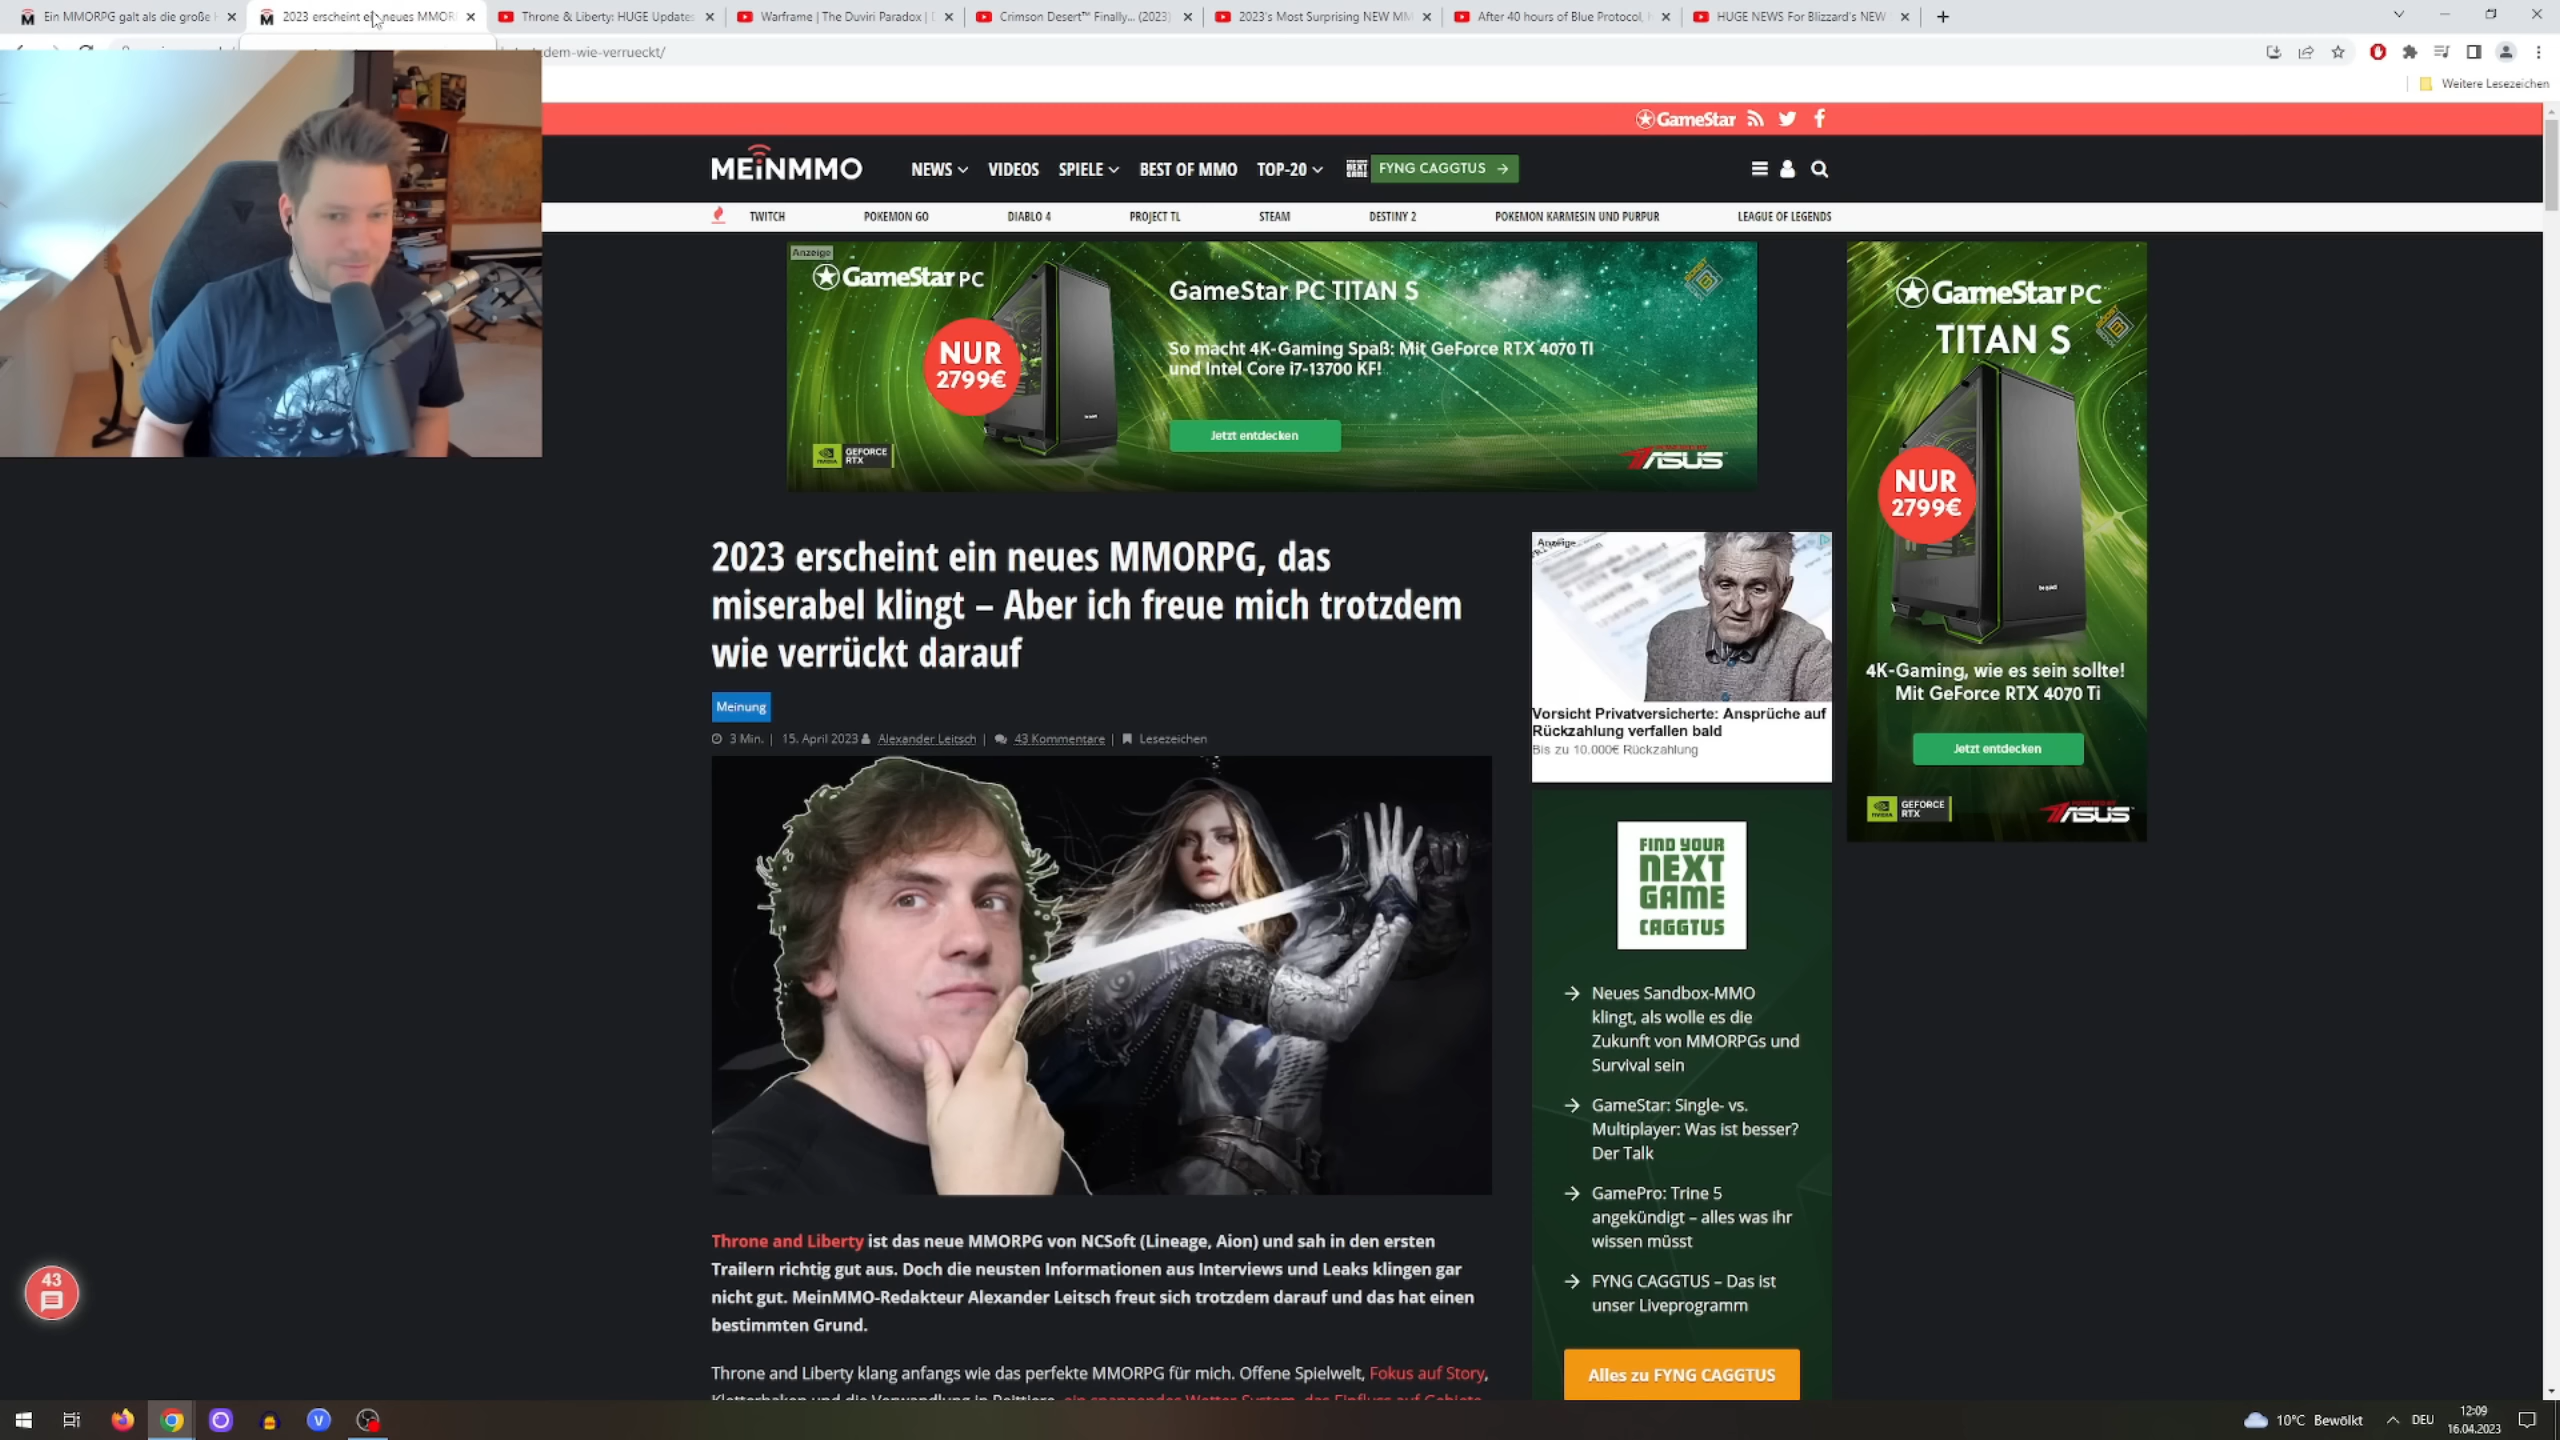 Ein MMORPG galt als die große
2023 erscheint ein neues MMOR
Throne & Liberty: HUGE Updates
Warframe | The Duviri Paradox |
Crimson Desert™ Finally... (2023)
2023's Most Surprising NEW MM
After 40 hours of Blue Protocol,
HUGE NEWS For Blizzard's NEW
dem-wie-verrueckt/
Weitere Lesezeichen
GameStar
MEiNMMO
NEWS
VIDEOS
SPIELE
BEST OF MMO
TOP-20
FYNG CAGGTUS →
TWITCH
POKEMON GO
DIABLO 4
PROJECT TL
STEAM
DESTINY 2
POKEMON KARMESIN UND PURPUR
LEAGUE OF LEGENDS
Anzeige
GameStar PC
GameStar PC TITAN S
NUR
2799€
So macht 4K-Gaming Spaß: Mit GeForce RTX 4070 TI
und Intel Core i7-13700 KF!
Jetzt entdecken
GEFORCE
RTX
ASUS
GameStar PC
TITAN S
NUR
2799€
4K-Gaming, wie es sein sollte!
Mit GeForce RTX 4070 Ti
Jetzt entdecken
GEFORCE
RTX
ASUS
2023 erscheint ein neues MMORPG, das
miserabel klingt – Aber ich freue mich trotzdem
wie verrückt darauf
Meinung
3 Min. | 15. April 2023 Alexander Leitsch | 43 Kommentare | Lesezeichen
Anzeige
Vorsicht Privatversicherte: Ansprüche auf
Rückzahlung verfallen bald
Bis zu 10.000€ Rückzahlung
FIND YOUR
NEXT
GAME
CAGGTUS
→ Neues Sandbox-MMO
klingt, als wolle es die
Zukunft von MMORPGs und
Survival sein
→ GameStar: Single- vs.
Multiplayer: Was ist besser?
Der Talk
→ GamePro: Trine 5
angekündigt – alles was ihr
wissen müsst
→ FYNG CAGGTUS – Das ist
unser Liveprogramm
Alles zu FYNG CAGGTUS
Throne and Liberty ist das neue MMORPG von NCSoft (Lineage, Aion) und sah in den ersten
Trailern richtig gut aus. Doch die neusten Informationen aus Interviews und Leaks klingen gar
nicht gut. MeinMMO-Redakteur Alexander Leitsch freut sich trotzdem darauf und das hat einen
bestimmten Grund.
Throne and Liberty klang anfangs wie das perfekte MMORPG für mich. Offene Spielwelt, Fokus auf Story,
43
10°C Bewölkt
DEU
12:09
16.04.2023